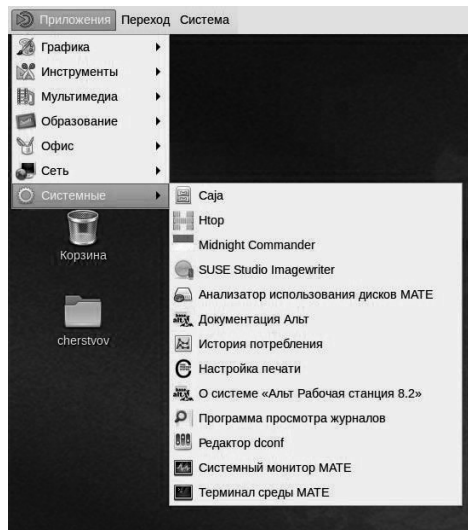 Приложения Переход Система
Графика
Инструменты
Мультимедиа
Образование
Офис
Сеть
Системные
Caja
Htop
Midnight Commander
SUSE Studio Imagewriter
Анализатор использования дисков MATE
Документация Альт
История потребления
Настройка печати
О системе «Альт Рабочая станция 8.2»
Программа просмотра журналов
Редактор dconf
Системный монитор MATE
Терминал среды MATE
Корзина
cherstvov